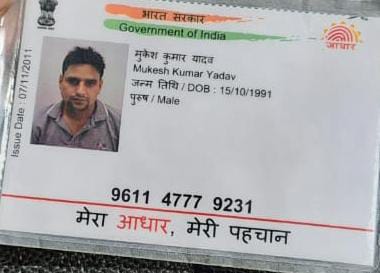 भारत सरकार
Government of India
आधार
मुकेश कुमार यादव
Mukesh Kumar Yadav
जन्म तिथि / DOB : 15/10/1991
पुरुष / Male
Issue Date : 07/11/2011
9611 4777 9231
मेरा आधार, मेरी पहचान